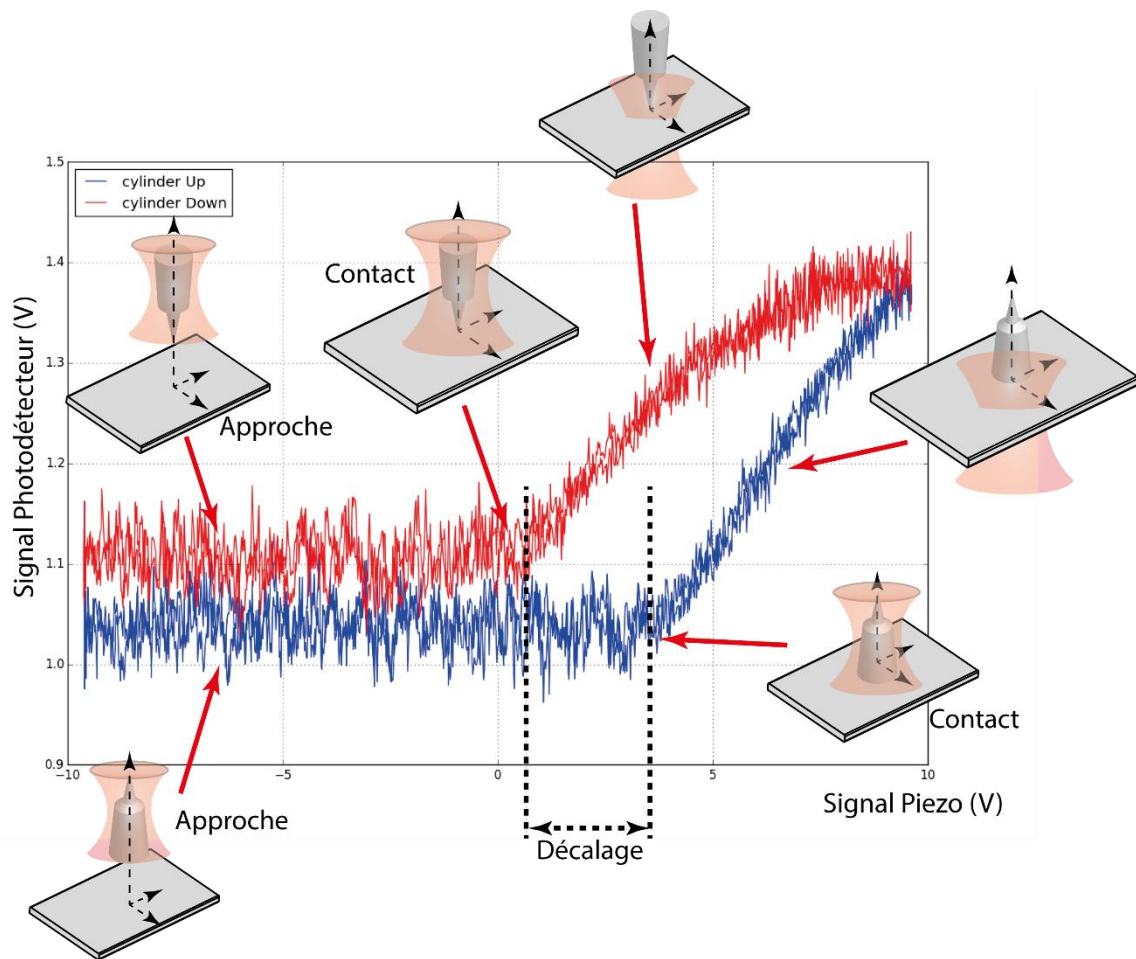 1.5
cylinder Up
cylinder Down
1.4
Contact
1.3
Approche
1.2
1.1
1.0
Contact
0.9
−10
−5
0
5
10
Signal Photodétecteur (V)
Signal Piezo (V)
Approche
Décalage